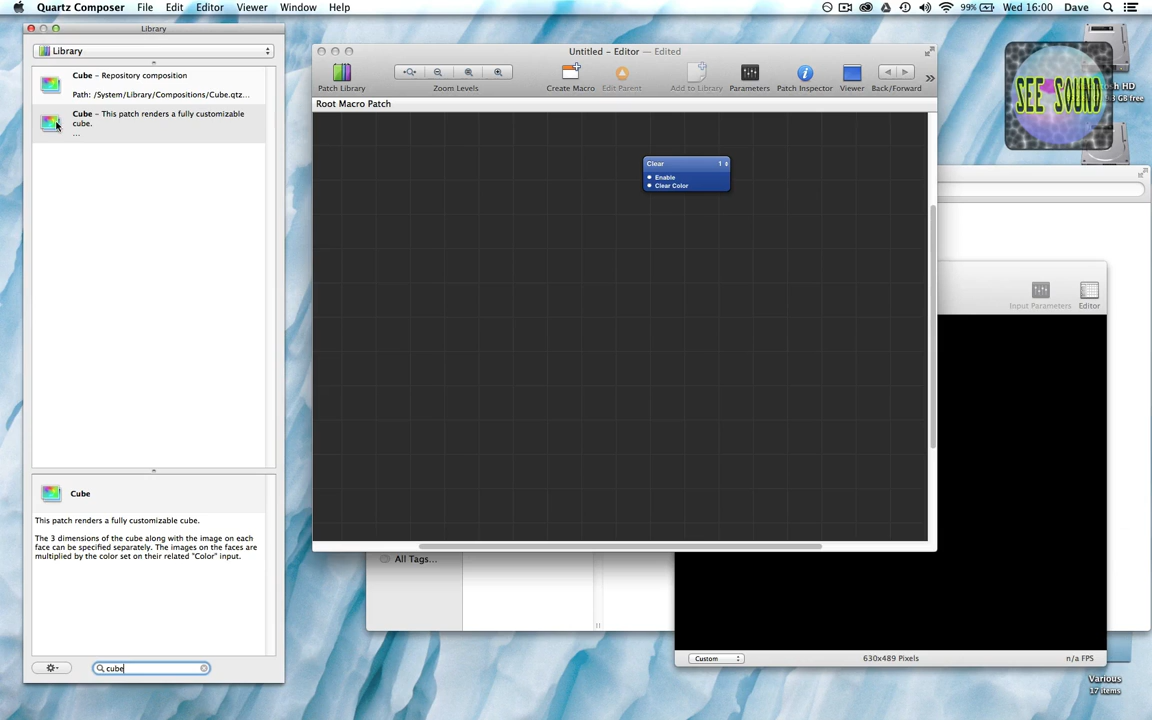 Quartz Composer File Edit Editor Viewer Window Help
99% Wed 16:00 Dave
Library
Library
Cube – Repository composition
Path: /System/Library/Compositions/Cube.qtz...
Cube – This patch renders a fully customizable
cube.
...
Cube
This patch renders a fully customizable cube.
The 3 dimensions of the cube along with the image on each
face can be specified separately. The images on the faces are
multiplied by the color set on their related "Color" input.
cube
Untitled – Editor — Edited
Patch Library Zoom Levels Create Macro Edit Parent Add to Library Parameters Patch Inspector Viewer Back/Forward
Root Macro Patch
Clear 1
Enable
Clear Color
SEE SOUND
HD
GB free
Input Parameters Editor
All Tags...
Custom 630x489 Pixels n/a FPS
Various
17 items